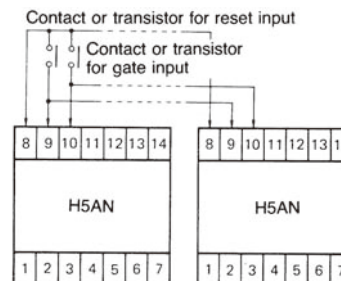 Contact or transistor for reset input
Contact or transistor
for gate input
8 9 10 11 12 13 14
8 9 10 11 12 13
H5AN
H5AN
1 2 3 4 5 6 7
1 2 3 4 5 6 7